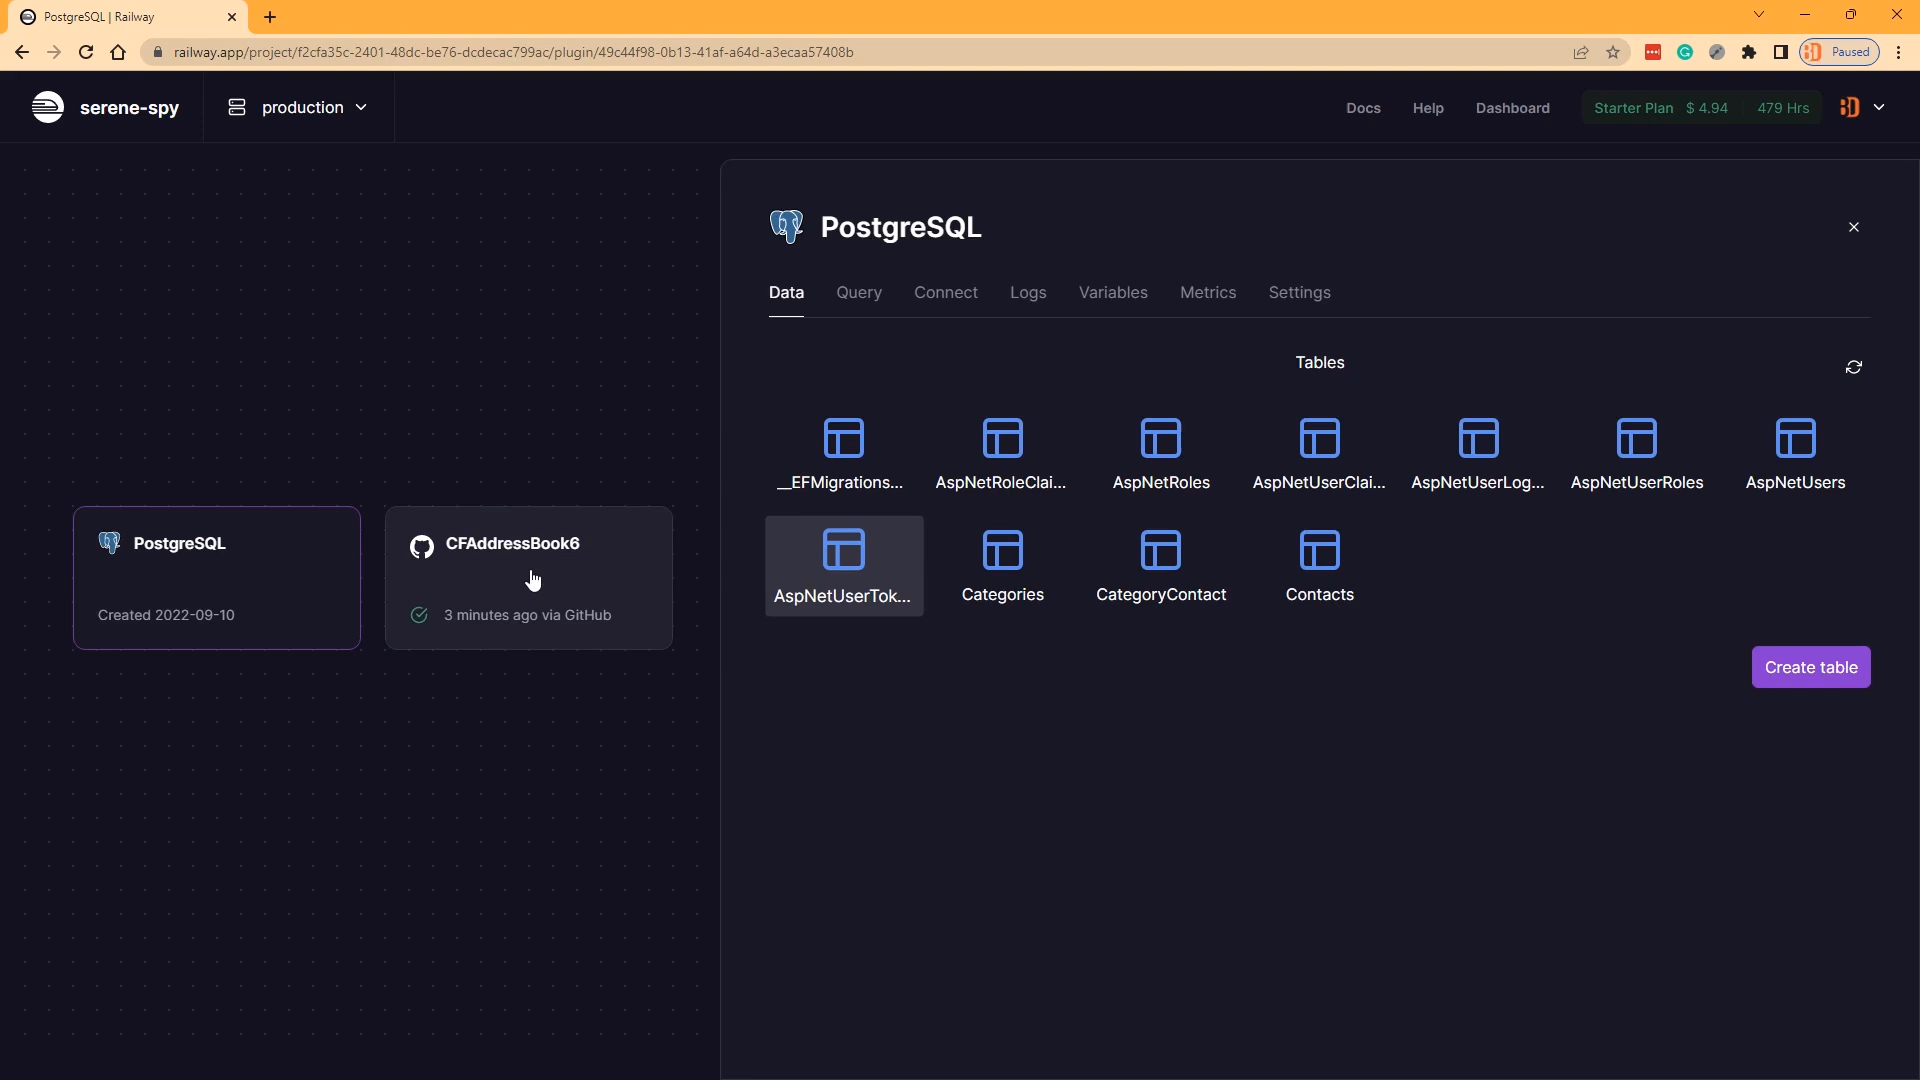 PostgreSQL | Railway
railway.app/project/f2cfa35c-2401-48dc-be76-dcdecac799ac/plugin/49c44f98-0b13-41af-a64d-a3ecaa57408b
Paused
serene-spy
production
Docs
Help
Dashboard
Starter Plan $ 4.94 479 Hrs
PostgreSQL
Data
Query
Connect
Logs
Variables
Metrics
Settings
Tables
__EFMigrations...
AspNetRoleClai...
AspNetRoles
AspNetUserClai...
AspNetUserLog...
AspNetUserRoles
AspNetUsers
AspNetUserTok...
Categories
CategoryContact
Contacts
Create table
PostgreSQL
Created 2022-09-10
CFAddressBook6
3 minutes ago via GitHub